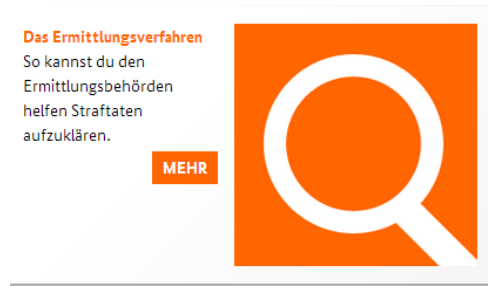 Das Ermittlungsverfahren
So kannst du den
Ermittlungsbehörden
helfen Straftaten
aufzuklären.
MEHR